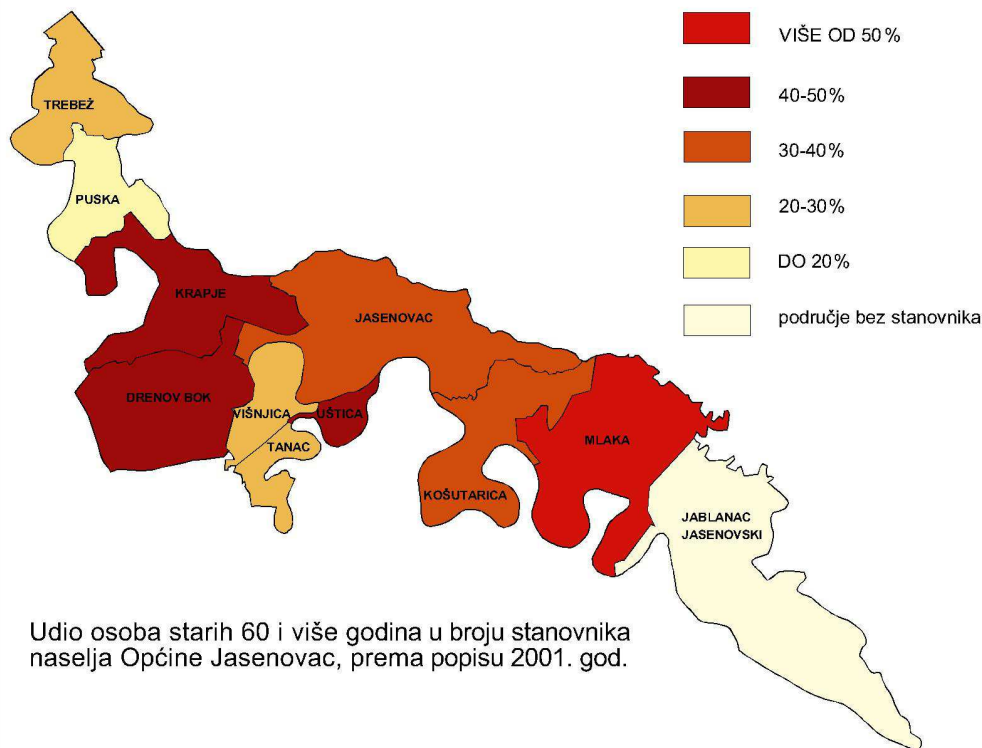 VIŠE OD 50 %
40-50%
30-40%
20-30%
DO 20%
područje bez stanovnika
TREBEŽ
PUSKA
KRAPJE
JASENOVAC
DRENOV BOK
VIŠNJICA
UŠTICA
TANAC
MLAKA
KOŠUTARICA
JABLANAC
JASENOVSKI
Udio osoba starih 60 i više godina u broju stanovnika
naselja Općine Jasenovac, prema popisu 2001. god.